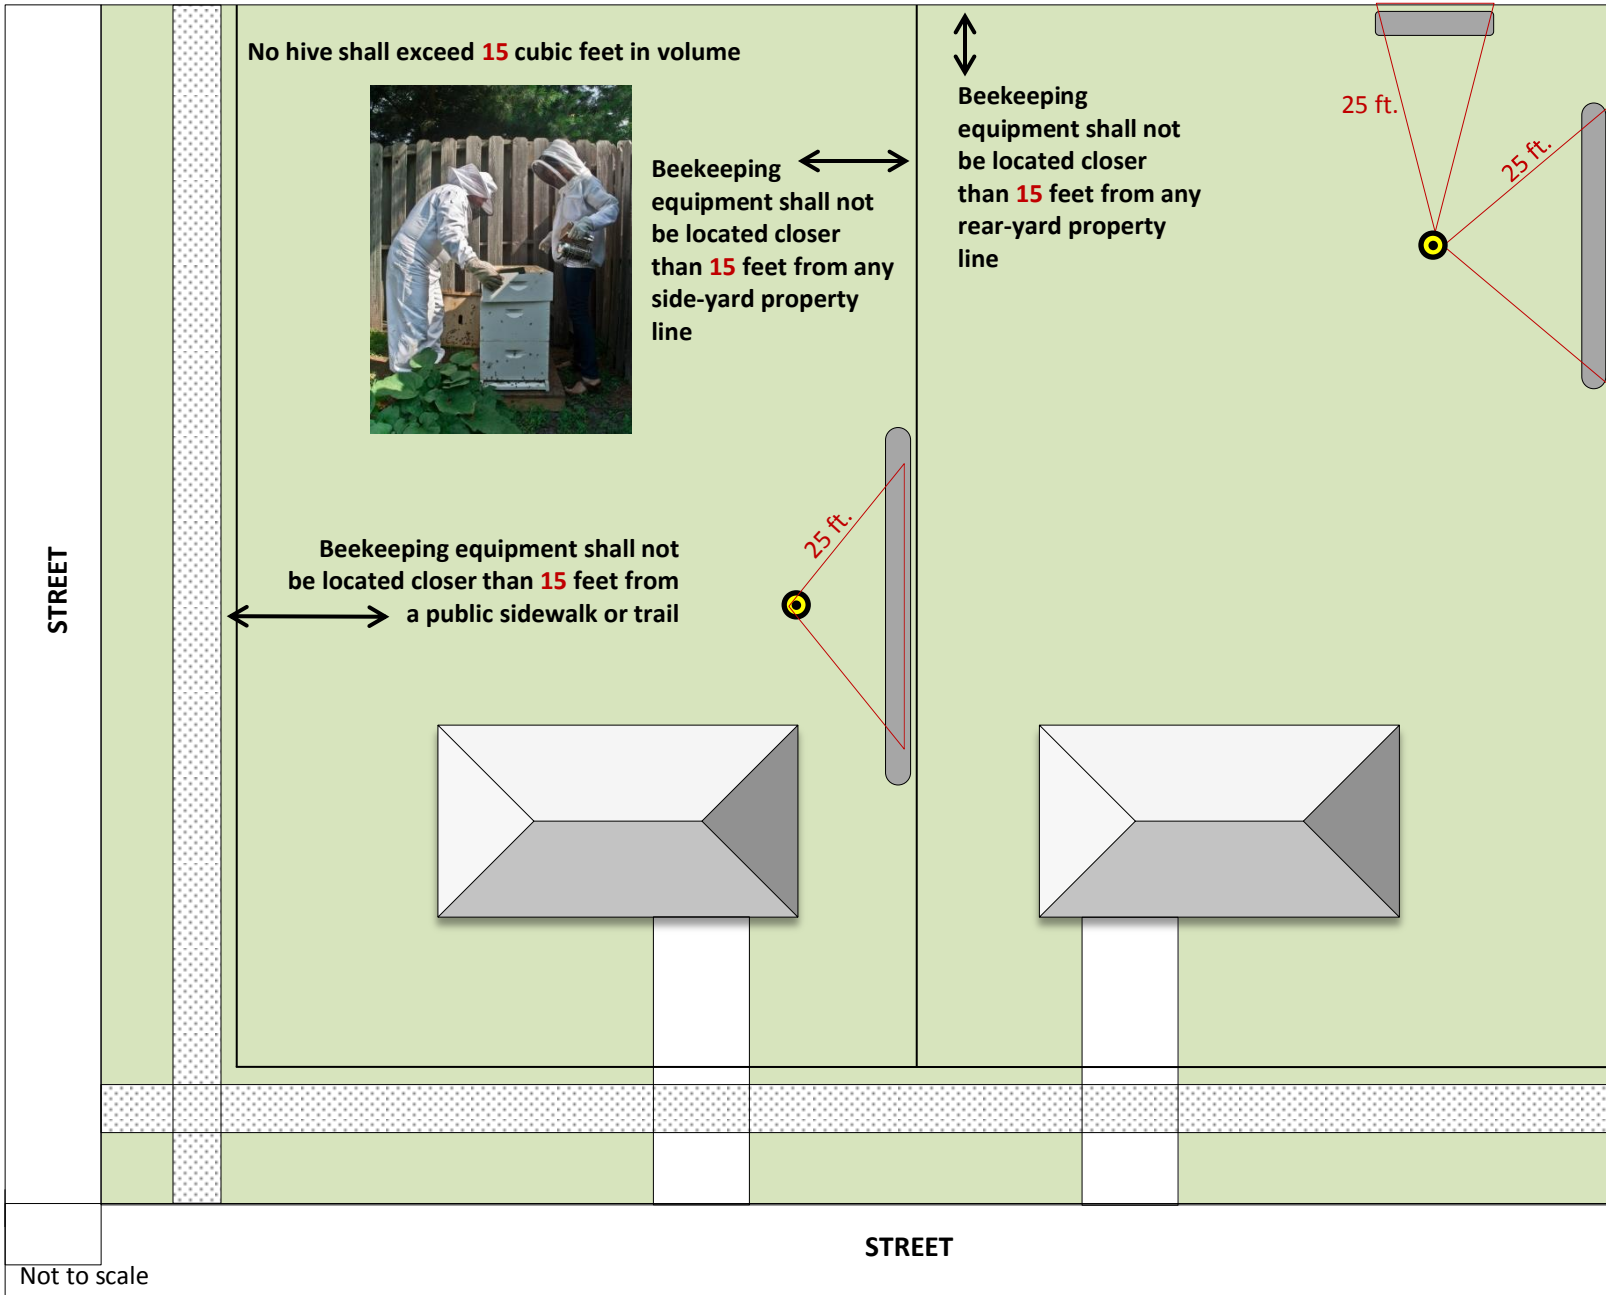 No hive shall exceed 15 cubic feet in volume
Beekeeping
equipment shall not
be located closer
than 15 feet from any
side-yard property
line
Beekeeping
equipment shall not
be located closer
than 15 feet from any
rear-yard property
line
25 ft.
25 ft.
25 ft.
Beekeeping equipment shall not
be located closer than 15 feet from
a public sidewalk or trail
STREET
STREET
Not to scale